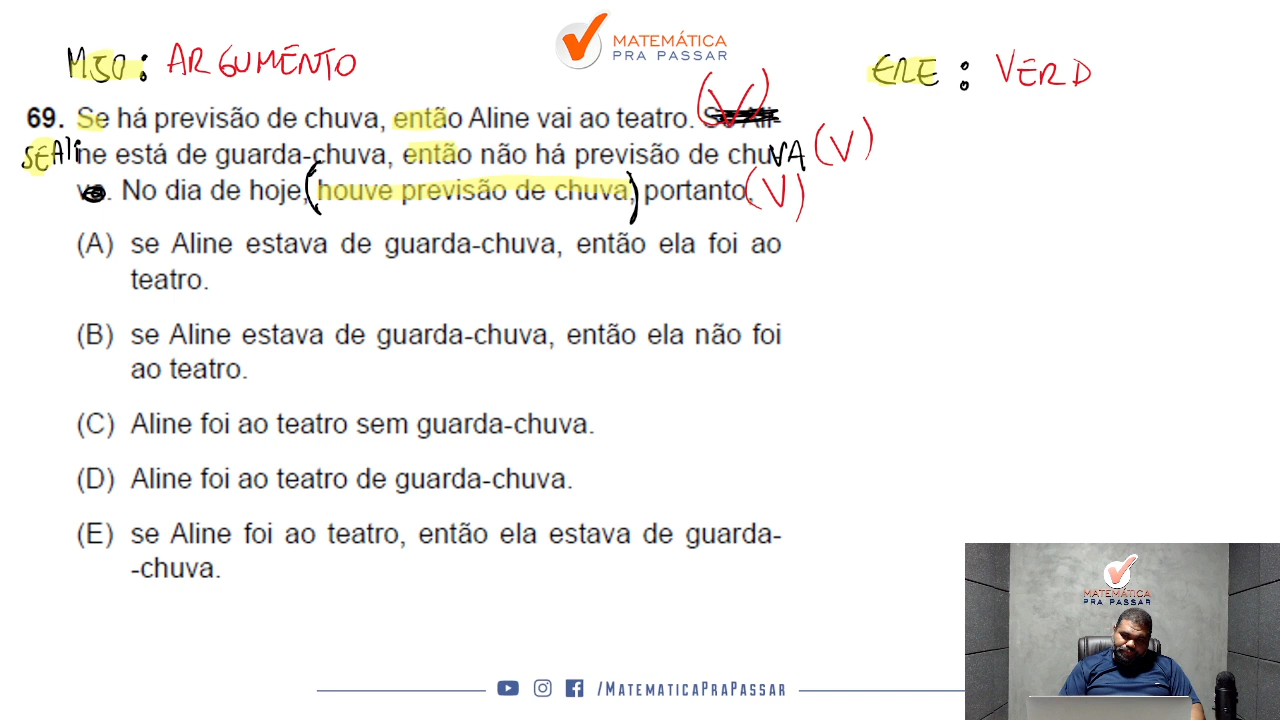 MSO: ARGUMENTO
MATEMÁTICA
PRA PASSAR
ERE: VERD
69. Se há previsão de chuva, então Aline vai ao teatro. (V)
SE Aline está de guarda-chuva, então não há previsão de chuVA (V)
. No dia de hoje, (houve previsão de chuva,) portanto, (V)
(A) se Aline estava de guarda-chuva, então ela foi ao
teatro.
(B) se Aline estava de guarda-chuva, então ela não foi
ao teatro.
(C) Aline foi ao teatro sem guarda-chuva.
(D) Aline foi ao teatro de guarda-chuva.
(E) se Aline foi ao teatro, então ela estava de guarda-
-chuva.
MATEMÁTICA
PRA PASSAR
/MATEMATICAPRAPASSAR